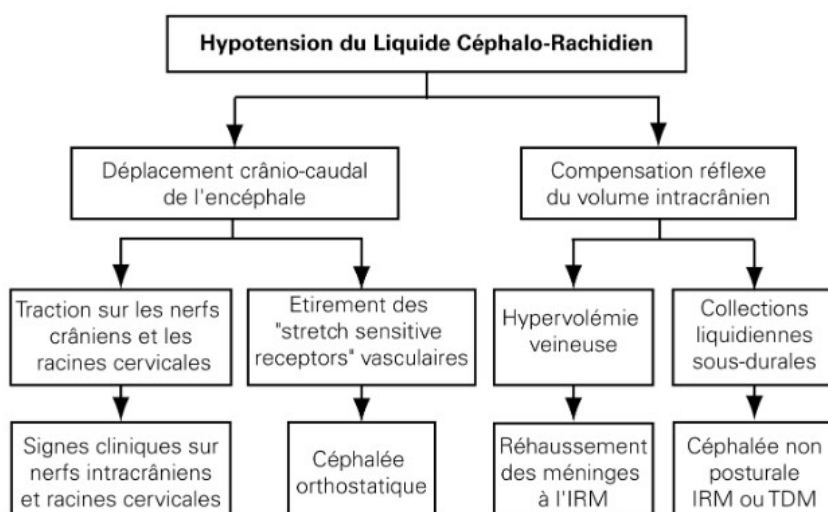 Hypotension du Liquide Céphalo-Rachidien
Déplacement crânio-caudal
de l'encéphale
Compensation réflexe
du volume intracrânien
Traction sur les nerfs
crâniens et les
racines cervicales
Etirement des
"stretch sensitive
receptors" vasculaires
Hypervolémie
veineuse
Collections
liquidiennes
sous-durales
Signes cliniques sur
nerfs intracrâniens
et racines cervicales
Céphalée
orthostatique
Réhaussement
des méninges
à l'IRM
Céphalée non
posturale
IRM ou TDM